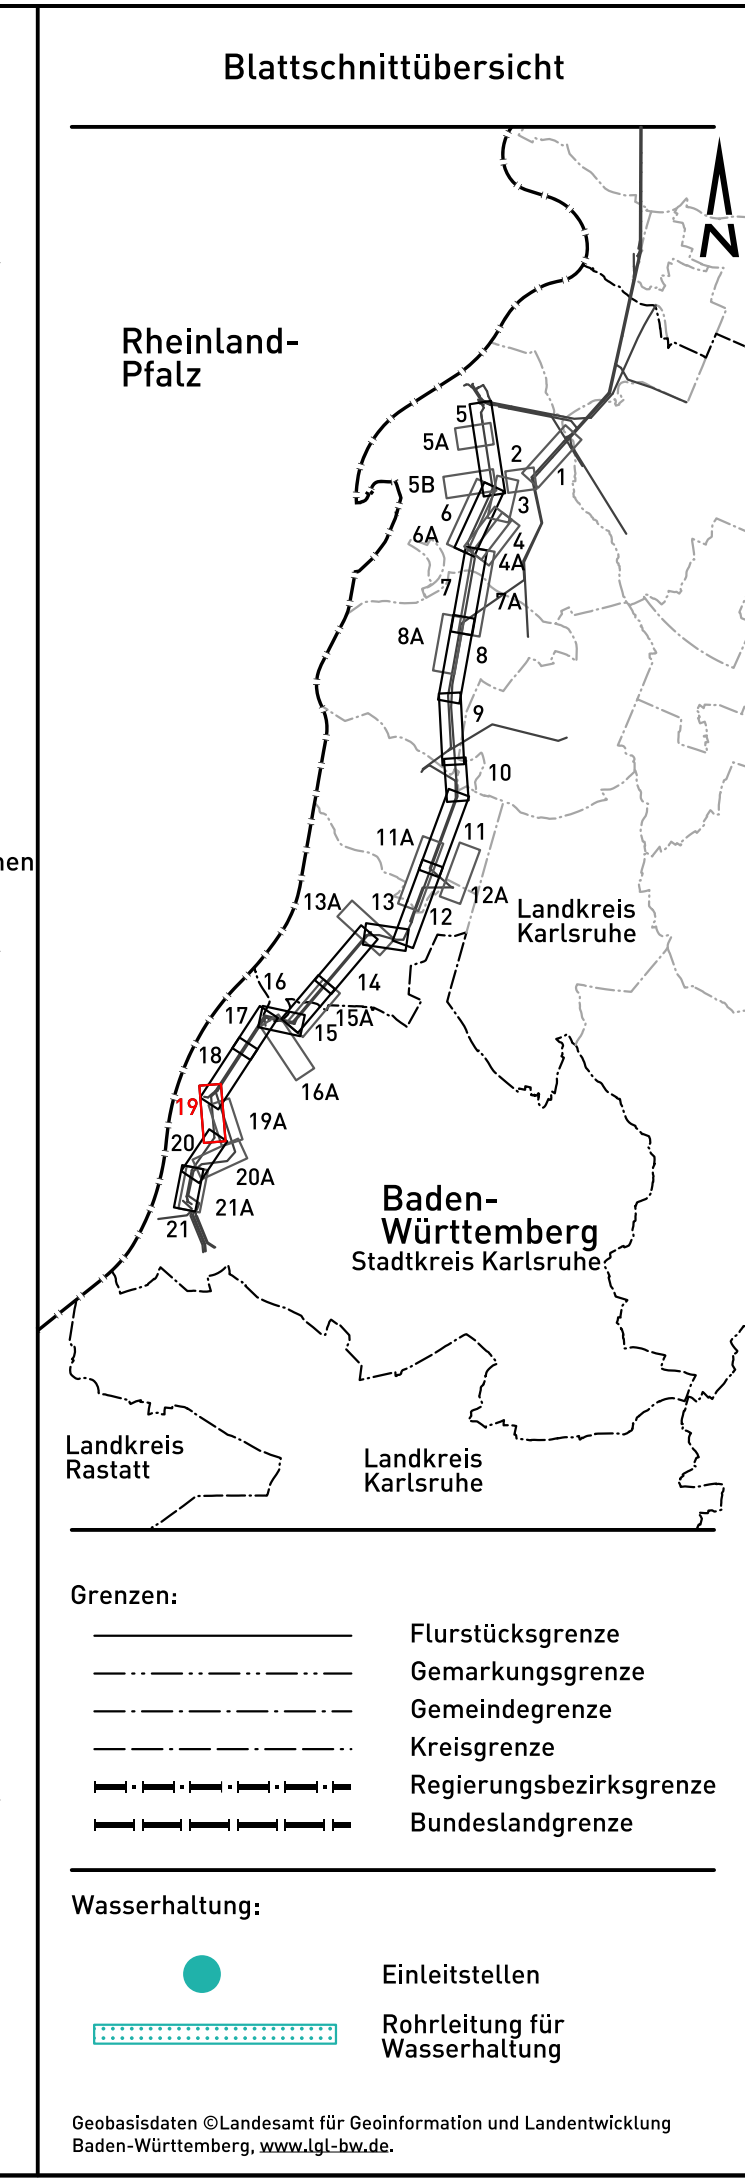 Blattschnittübersicht
N
Rheinland-
Pfalz
5
5A
2
1
5B
3
6
6A
4
4A
7
7A
8A
8
9
10
11A
11
12A
13A
13
12
Landkreis
Karlsruhe
hen
16
14
17
15A
15
18
16A
19
19A
20
20A
21A
21
Baden-
Württemberg
Stadtkreis Karlsruhe
Landkreis
Rastatt
Landkreis
Karlsruhe
Grenzen:
Flurstücksgrenze
Gemarkungsgrenze
Gemeindegrenze
Kreisgrenze
Regierungsbezirksgrenze
Bundeslandgrenze
Wasserhaltung:
Einleitstellen
Rohrleitung für
Wasserhaltung
Geobasisdaten ©Landesamt für Geoinformation und Landentwicklung
Baden-Württemberg, www.lgl-bw.de.